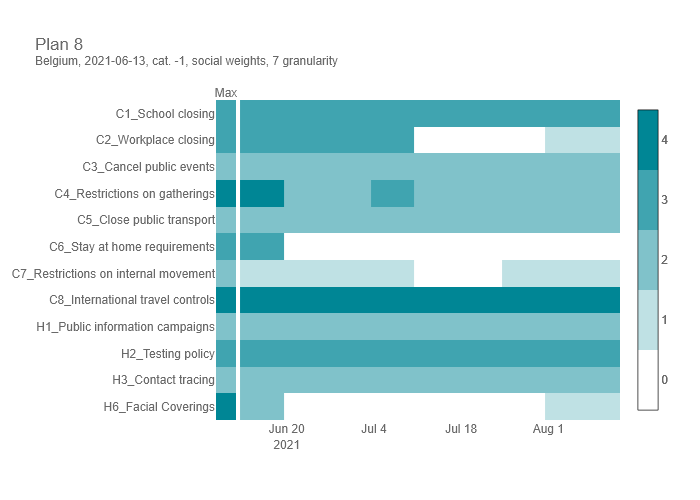 Plan 8
Belgium, 2021-06-13, cat. -1, social weights, 7 granularity
Max
C1_School closing
C2_Workplace closing
C3_Cancel public events
C4_Restrictions on gatherings
C5_Close public transport
C6_Stay at home requirements
C7_Restrictions on internal movement
C8_International travel controls
H1_Public information campaigns
H2_Testing policy
H3_Contact tracing
H6_Facial Coverings
Jun 20
2021
Jul 4
Jul 18
Aug 1
4
3
2
1
0